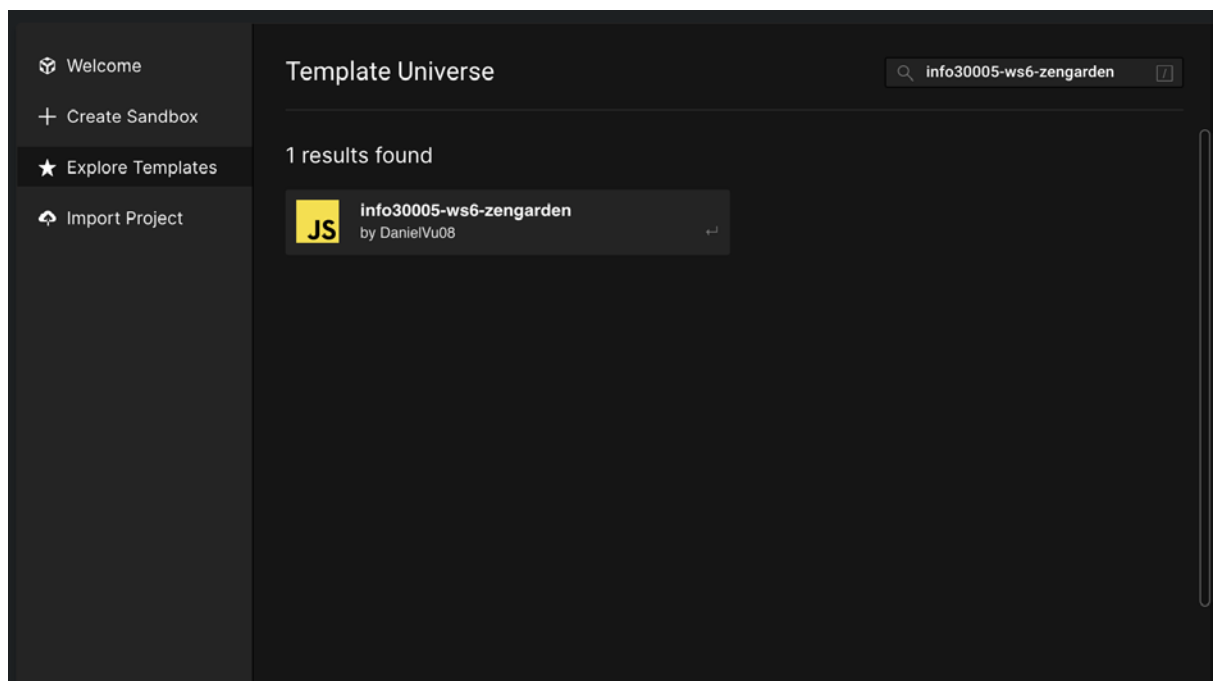 Welcome
Create Sandbox
Explore Templates
Import Project
Template Universe
info30005-ws6-zengarden
/
1 results found
JS
info30005-ws6-zengarden
by DanielVu08